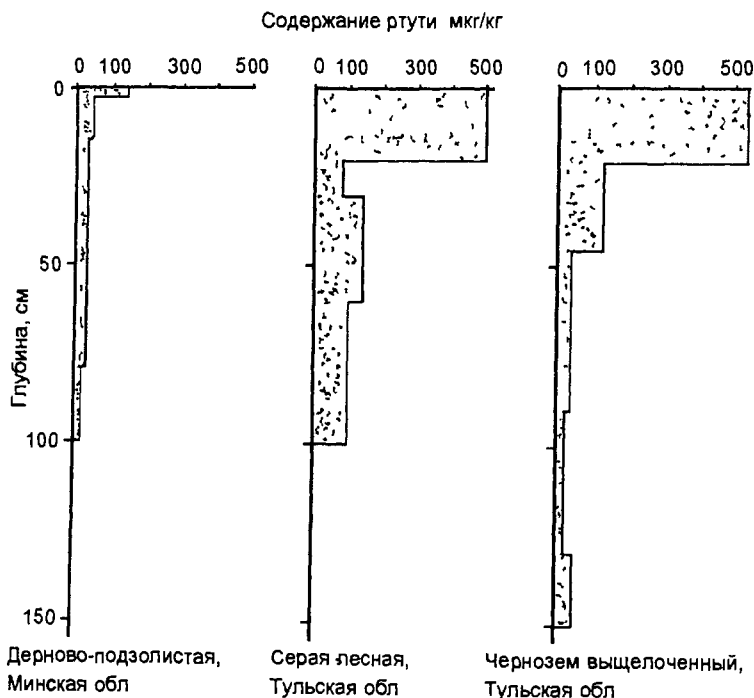 Содержание ртути мкг/кг
0 100 300 500
0 100 300 500
0 100 300 500
0
50
100
150
Глубина, см
Дерново-подзолистая,
Минская обл
Серая лесная,
Тульская обл
Чернозем выщелоченный,
Тульская обл